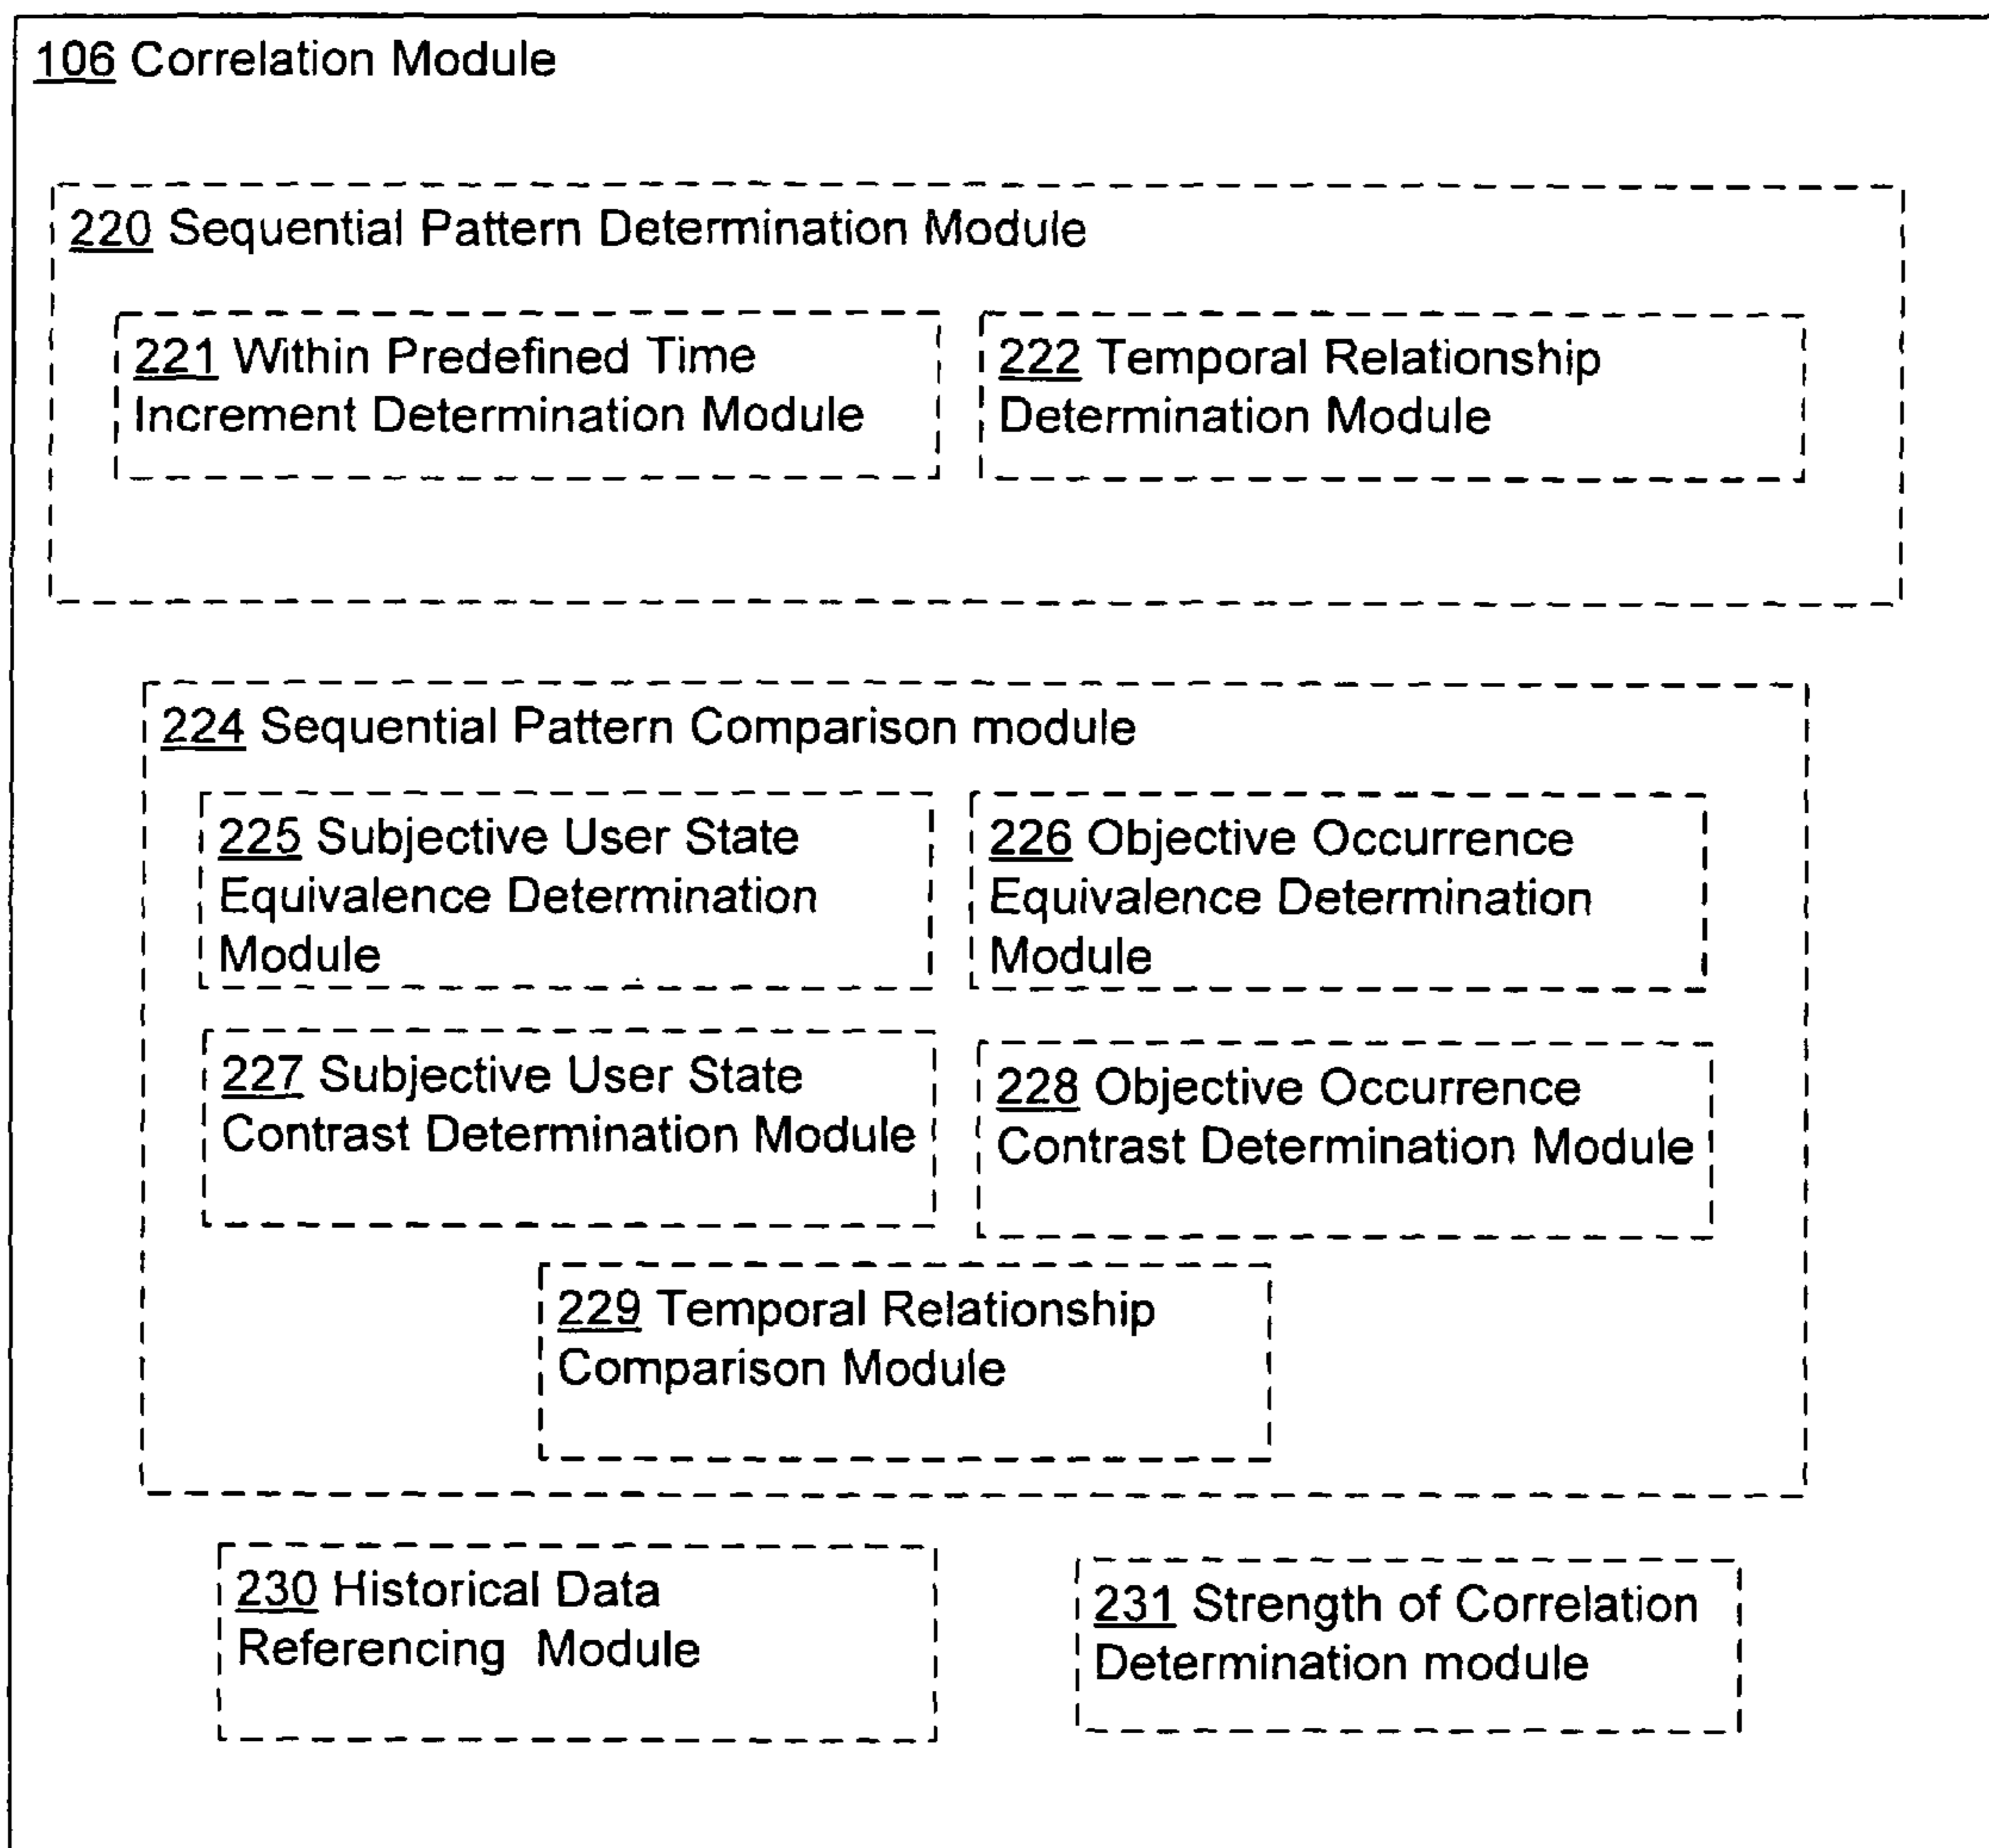 106 Correlation Module
220 Sequential Pattern Determination Module
221 Within Predefined Time
Increment Determination Module
222 Temporal Relationship
Determination Module
224 Sequential Pattern Comparison module
225 Subjective User State
Equivalence Determination
Module
226 Objective Occurrence
Equivalence Determination
Module
227 Subjective User State
Contrast Determination Module
228 Objective Occurrence
Contrast Determination Module
229 Temporal Relationship
Comparison Module
230 Historical Data
Referencing Module
231 Strength of Correlation
Determination module